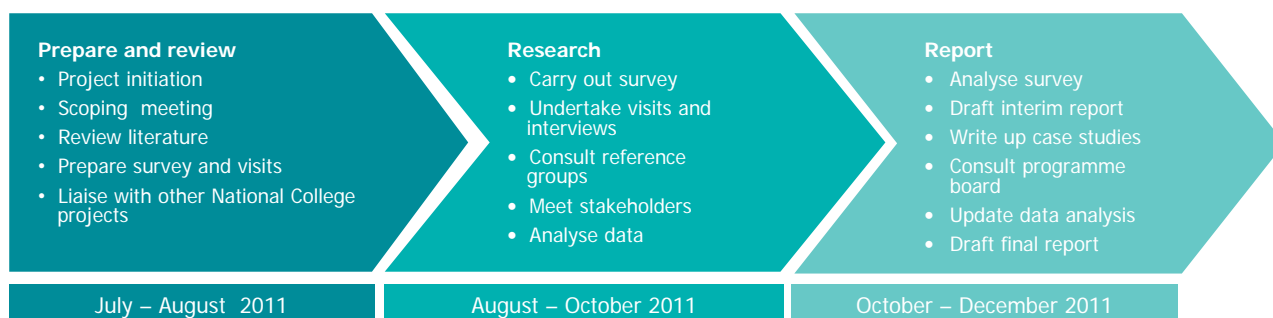 Prepare and review
• Project initiation
• Scoping meeting
• Review literature
• Prepare survey and visits
• Liaise with other National College
projects
July – August 2011
Research
• Carry out survey
• Undertake visits and
interviews
• Consult reference
groups
• Meet stakeholders
• Analyse data
August – October 2011
Report
• Analyse survey
• Draft interim report
• Write up case studies
• Consult programme
board
• Update data analysis
• Draft final report
October – December 2011